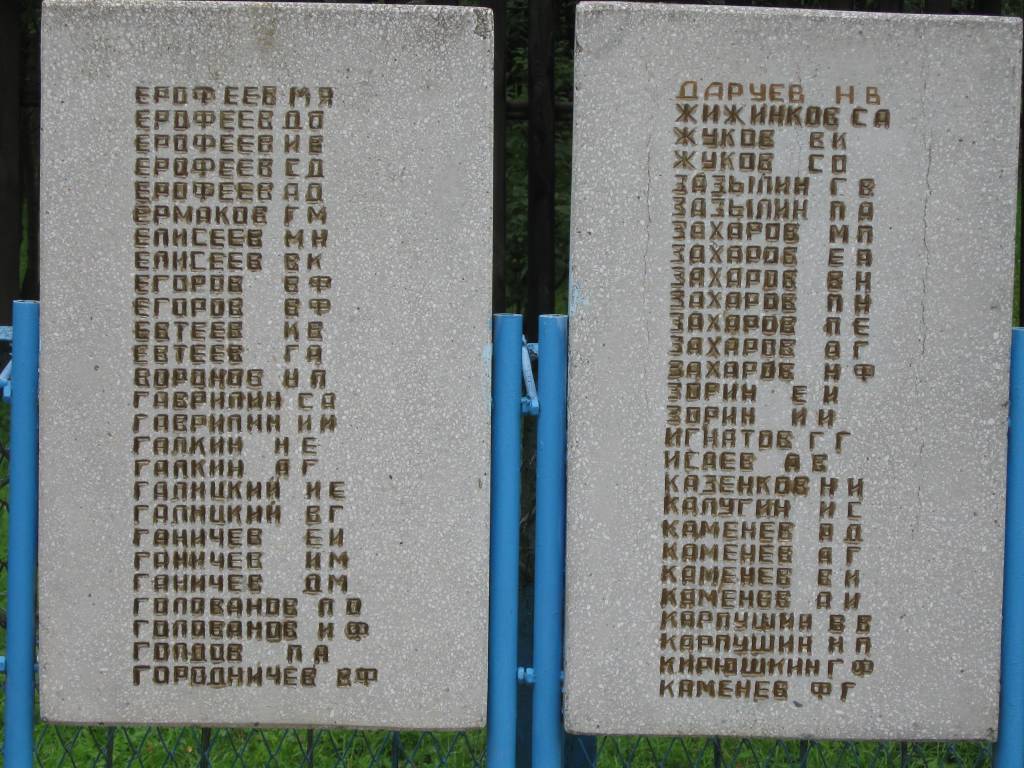 ЕРОФЕЕВ М Я
ЕРОФЕЕВ Д О
ЕРОФЕЕВ И Е
ЕРОФЕЕВ С Д
ЕРОФЕЕВ А Д
ЕРМАКОВ Г М
ЕЛИСЕЕВ М Н
ЕЛИСЕЕВ В К
ЕГОРОВ В Ф
ЕГОРОВ В Ф
ЕВТЕЕВ К В
ЕВТЕЕВ Г А
ВОРОНОВ Н П
ГАВРИЛИН С А
ГАВРИЛИН И И
ГАЛКИН Н Е
ГАЛКИН А Г
ГАЛИЦКИЙ И Е
ГАЛИЦКИЙ В Г
ГАНИЧЕВ Е И
ГАНИЧЕВ И М
ГАНИЧЕВ Д М
ГОЛОВАНОВ П О
ГОЛОВАНОВ И Ф
ГОЛДОВ П А
ГОРОДНИЧЕВ В Ф
ДАРУЕВ Н В
ЖИЖИНКОВ С А
ЖУКОВ В К
ЖУКОВ С О
ЗАЗЫЛИН Г В
ЗАЗЫЛИН П А
ЗАХАРОВ М П
ЗАХАРОВ Е А
ЗАХАРОВ В Н
ЗАХАРОВ П Н
ЗАХАРОВ П Е
ЗАХАРОВ А Г
ЗАХАРОВ Н Ф
ЗОРИН Е И
ЗОРИН И И
ИГНАТОВ Г Г
ИСАЕВ А В
КАЗЕНКОВ Н И
КАЛУГИН И С
КАМЕНЕВ А Д
КАМЕНЕВ А Г
КАМЕНЕВ В И
КАМЕНЕВ А И
КАРПУШИН В В
КАРПУШИН Н П
КИРЮШКИН Г Ф
КАМЕНЕВ Ф Г